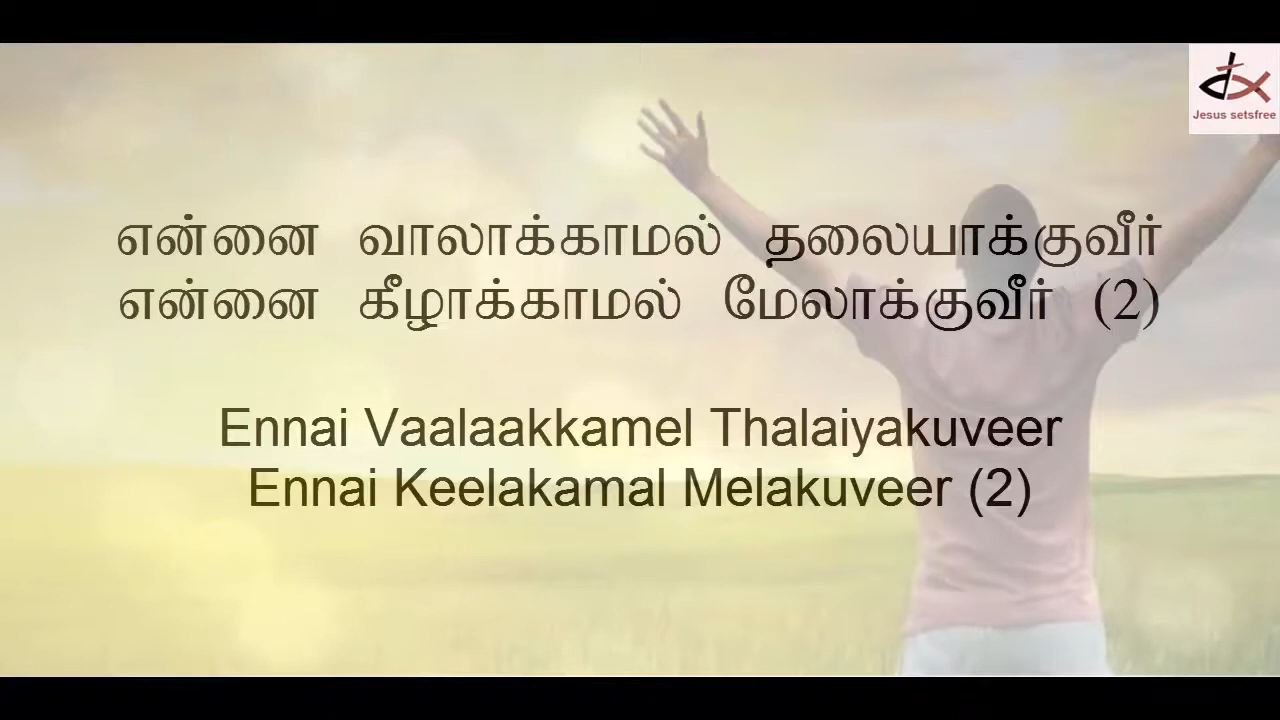 Jesus setsfree
என்னை வாலாக்காமல் தலையாக்குவீர்
என்னை கீழாக்காமல் மேலாக்குவீர் (2)
Ennai Vaalaakkamel Thalaiyakuveer
Ennai Keelakamal Melakuveer (2)